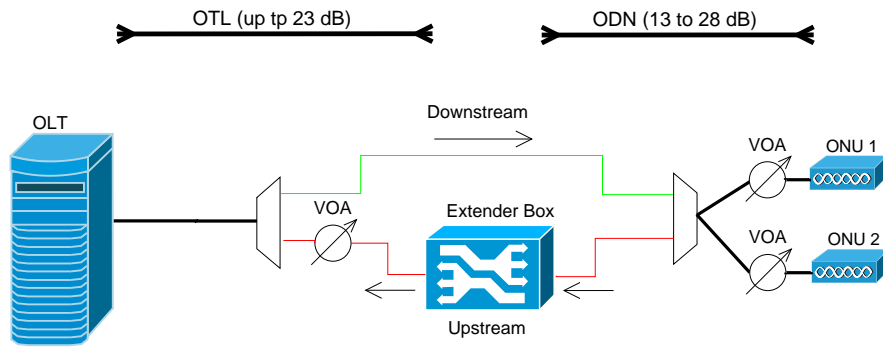 OTL (up tp 23 dB)
ODN (13 to 28 dB)
Downstream
OLT
VOA
ONU 1
VOA
Extender Box
VOA
ONU 2
Upstream